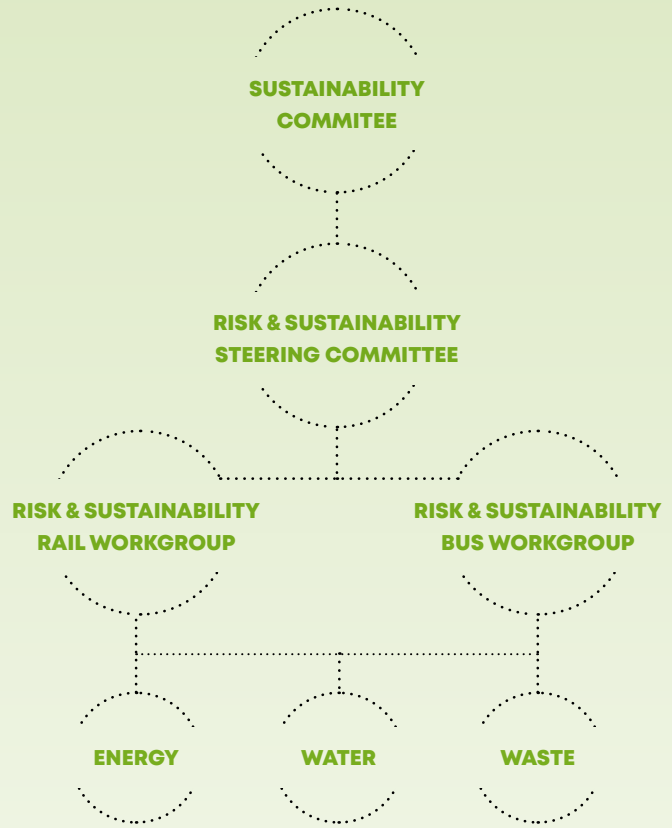 SUSTAINABILITY
COMMITEE
RISK & SUSTAINABILITY
STEERING COMMITTEE
RISK & SUSTAINABILITY
RAIL WORKGROUP
RISK & SUSTAINABILITY
BUS WORKGROUP
ENERGY
WATER
WASTE